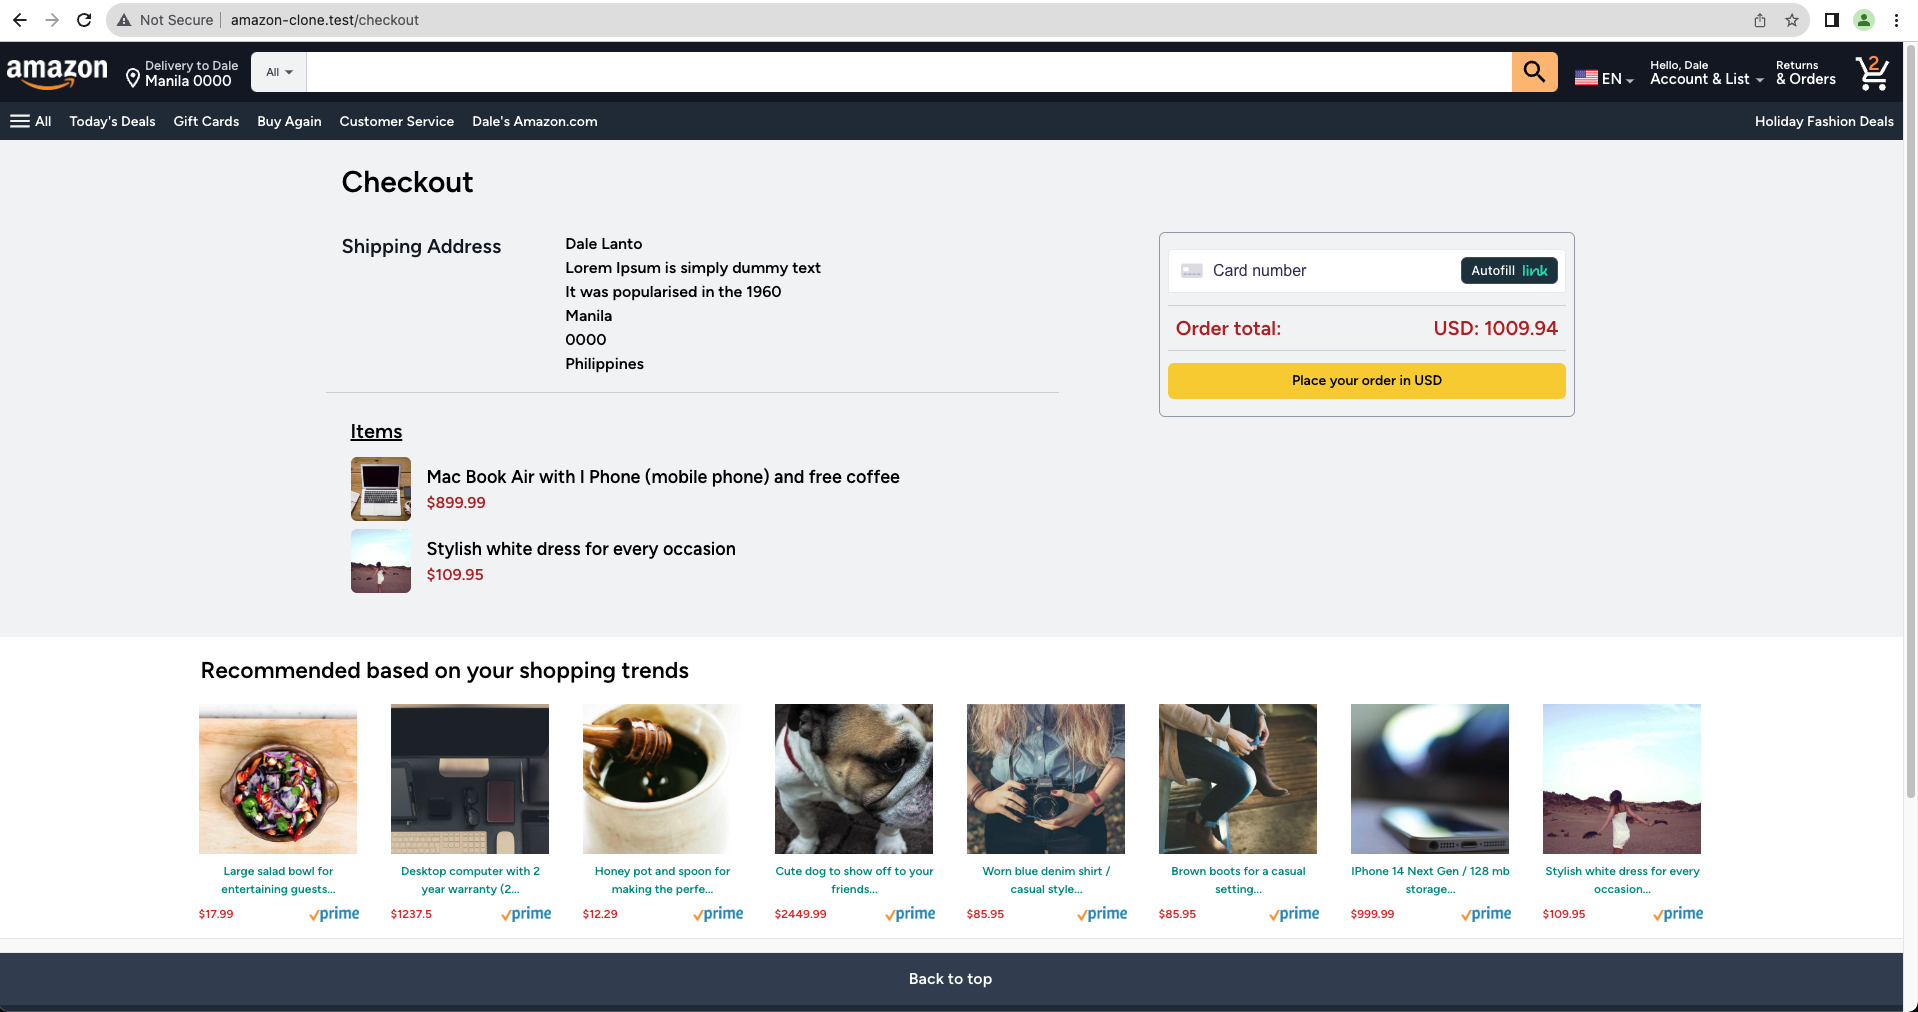 Not Secure | amazon-clone.test/checkout
amazon
Delivery to Dale
Manila 0000
All
EN
Hello, Dale
Account & List
Returns
& Orders
2
All
Today's Deals
Gift Cards
Buy Again
Customer Service
Dale's Amazon.com
Holiday Fashion Deals
Checkout
Shipping Address
Dale Lanto
Lorem Ipsum is simply dummy text
It was popularised in the 1960
Manila
0000
Philippines
Card number
Autofill link
Order total:
USD: 1009.94
Place your order in USD
Items
Mac Book Air with I Phone (mobile phone) and free coffee
$899.99
Stylish white dress for every occasion
$109.95
Recommended based on your shopping trends
Large salad bowl for
entertaining guests...
$17.99
prime
Desktop computer with 2
year warranty (2...
$1237.5
prime
Honey pot and spoon for
making the perfe...
$12.29
prime
Cute dog to show off to your
friends...
$2449.99
prime
Worn blue denim shirt /
casual style...
$85.95
prime
Brown boots for a casual
setting...
$85.95
prime
IPhone 14 Next Gen / 128 mb
storage...
$999.99
prime
Stylish white dress for every
occasion...
$109.95
prime
Back to top